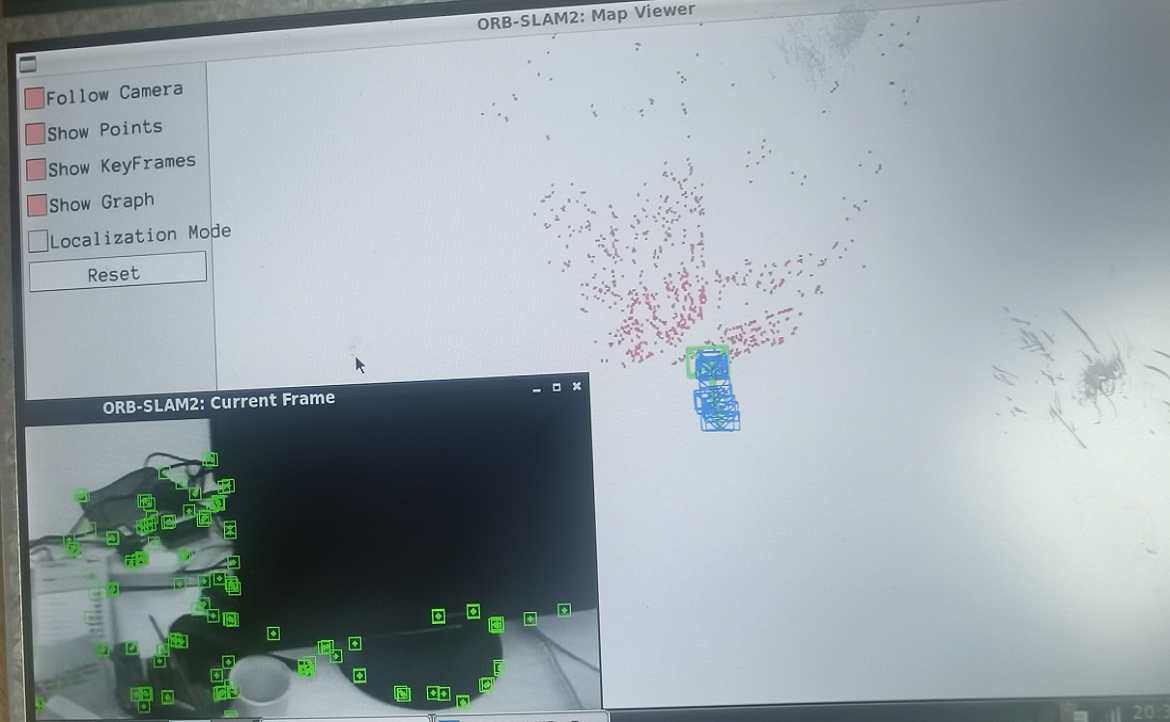 ORB-SLAM2: Map Viewer
Follow Camera
Show Points
Show KeyFrames
Show Graph
Localization Mode
Reset
ORB-SLAM2: Current Frame